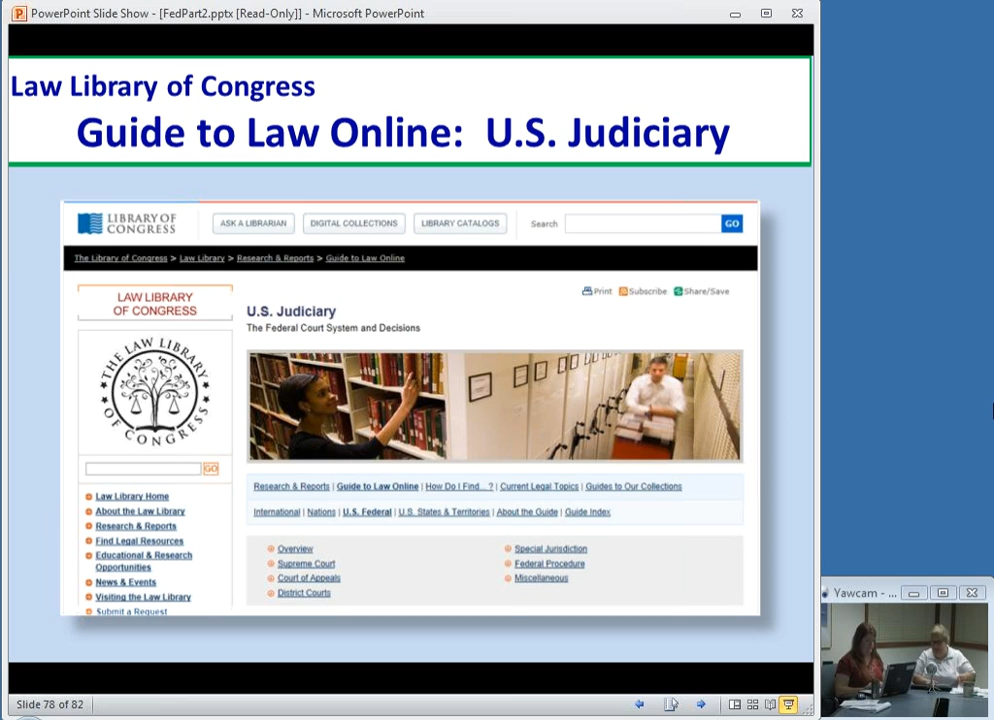 PowerPoint Slide Show - [FedPart2.pptx [Read-Only]] - Microsoft PowerPoint
Law Library of Congress
Guide to Law Online: U.S. Judiciary
LIBRARY OF CONGRESS
ASK A LIBRARIAN DIGITAL COLLECTIONS LIBRARY CATALOGS Search GO
The Library of Congress > Law Library > Research & Reports > Guide to Law Online
Print Subscribe Share/Save
LAW LIBRARY
OF CONGRESS
U.S. Judiciary
The Federal Court System and Decisions
THE LAW LIBRARY OF CONGRESS
GO
Research & Reports | Guide to Law Online | How Do I Find... ? | Current Legal Topics | Guides to Our Collections
International | Nations | U.S. Federal | U.S. States & Territories | About the Guide | Guide Index
Law Library Home
About the Law Library
Research & Reports
Find Legal Resources
Educational & Research
Opportunities
News & Events
Visiting the Law Library
Submit a Request
Overview
Supreme Court
Court of Appeals
District Courts
Special Jurisdiction
Federal Procedure
Miscellaneous
Yawcam - ...
Slide 78 of 82